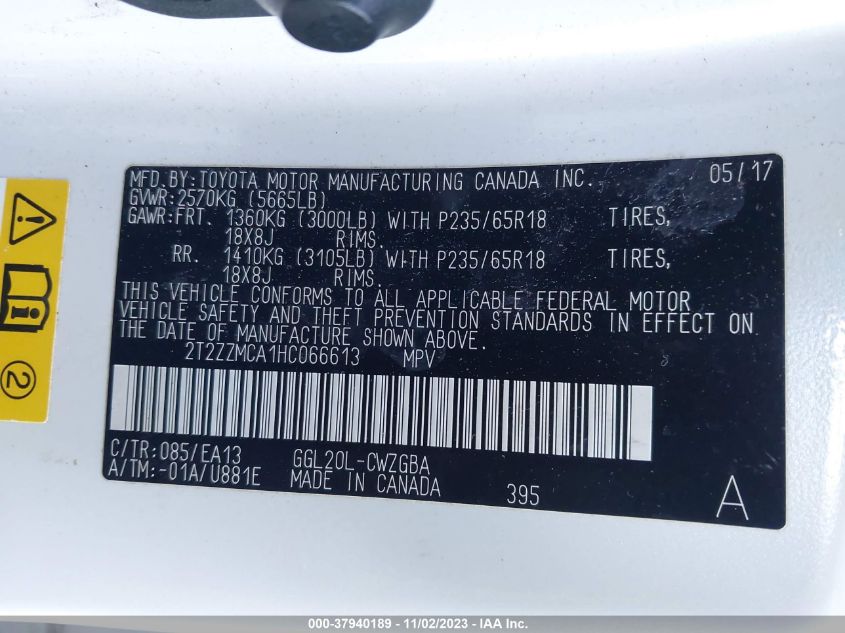 MFD. BY: TOYOTA MOTOR MANUFACTURING CANADA INC. 05/17
GVWR: 2570KG (5665LB)
GAWR: FRT. 1360KG (3000LB) WITH P235/65R18 TIRES,
18X8J RIMS.
RR. 1410KG (3105LB) WITH P235/65R18 TIRES,
18X8J RIMS.
THIS VEHICLE CONFORMS TO ALL APPLICABLE FEDERAL MOTOR
VEHICLE SAFETY AND THEFT PREVENTION STANDARDS IN EFFECT ON
THE DATE OF MANUFACTURE SHOWN ABOVE.
2T2ZZMCA1HC066613 MPV
C/TR: 085/EA13 GGL20L-CWZGBA
A/TM: -01A/U881E MADE IN CANADA 395 A
2
000-37940189 - 11/02/2023 - IAA, Inc.